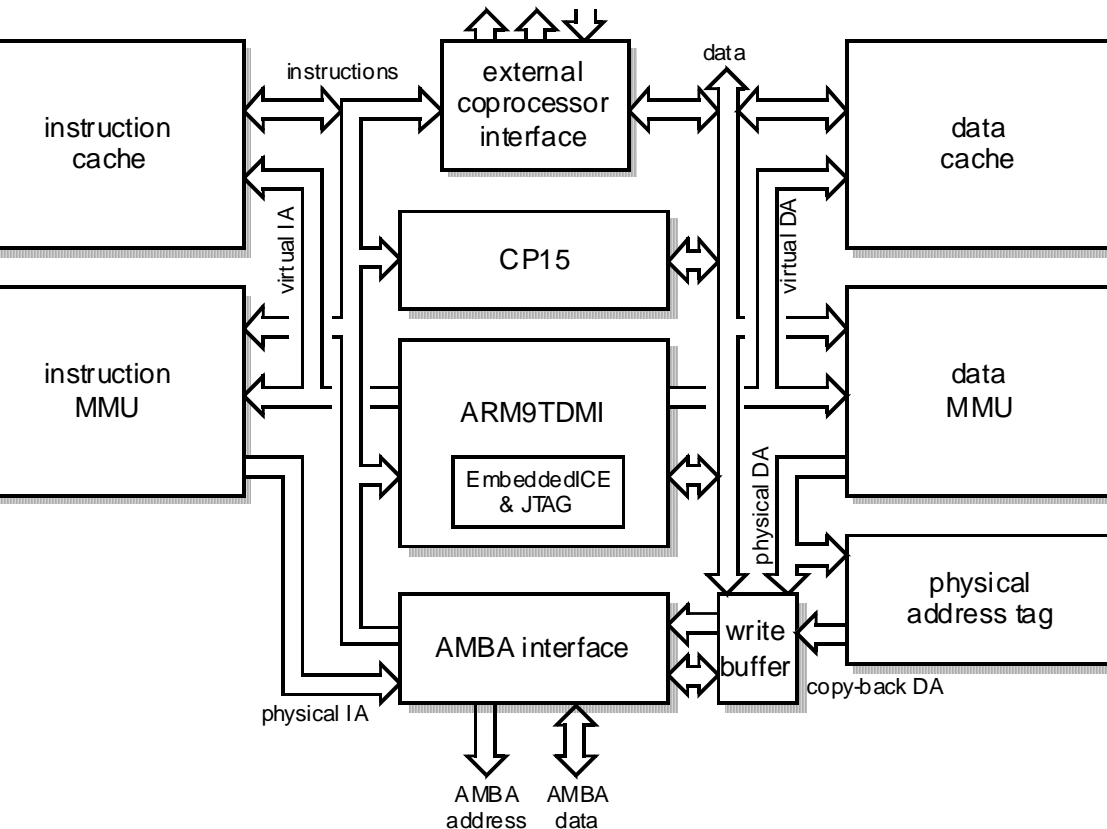 instructions
external
coprocessor
interface
data
instruction
cache
data
cache
virtual IA
virtual DA
CP15
instruction
MMU
ARM9TDMI
EmbeddedICE
& JTAG
data
MMU
physical DA
physical
address tag
AMBA interface
write
buffer
copy-back DA
physical IA
AMBA
address
AMBA
data